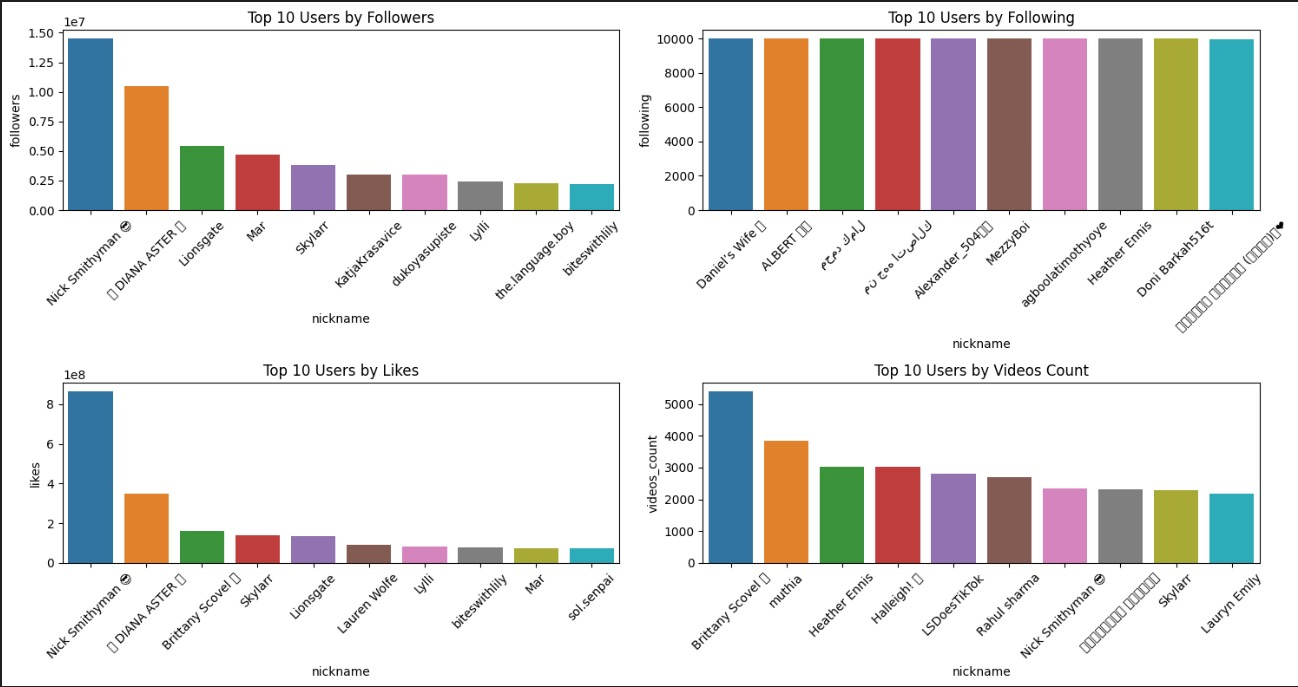 Top 10 Users by Followers
1e7
1.50
1.25
1.00
0.75
0.50
0.25
0.00
followers
Nick Smithyman 😎
DIANA ASTER
Lionsgate
Mar
Skylarr
KatjaKrasavice
dukoyasupiste
Lylli
the.language.boy
biteswithlily
nickname
Top 10 Users by Following
10000
8000
6000
4000
2000
0
following
Daniel's Wife
ALBERT
محمد كمال
من جهه اتصالك
Alexander_504
MezzyBoi
agboolatimothyoye
Heather Ennis
Doni Barkah516t
nickname
Top 10 Users by Likes
1e8
8
6
4
2
0
likes
Nick Smithyman 😎
DIANA ASTER
Brittany Scovel
Skylarr
Lionsgate
Lauren Wolfe
Lylli
biteswithlily
Mar
sol.senpai
nickname
Top 10 Users by Videos Count
5000
4000
3000
2000
1000
0
videos_count
Brittany Scovel
muthia
Heather Ennis
Halleigh!
LSDoesTikTok
Rahul sharma
Nick Smithyman 😎
Skylarr
Lauryn Emily
nickname